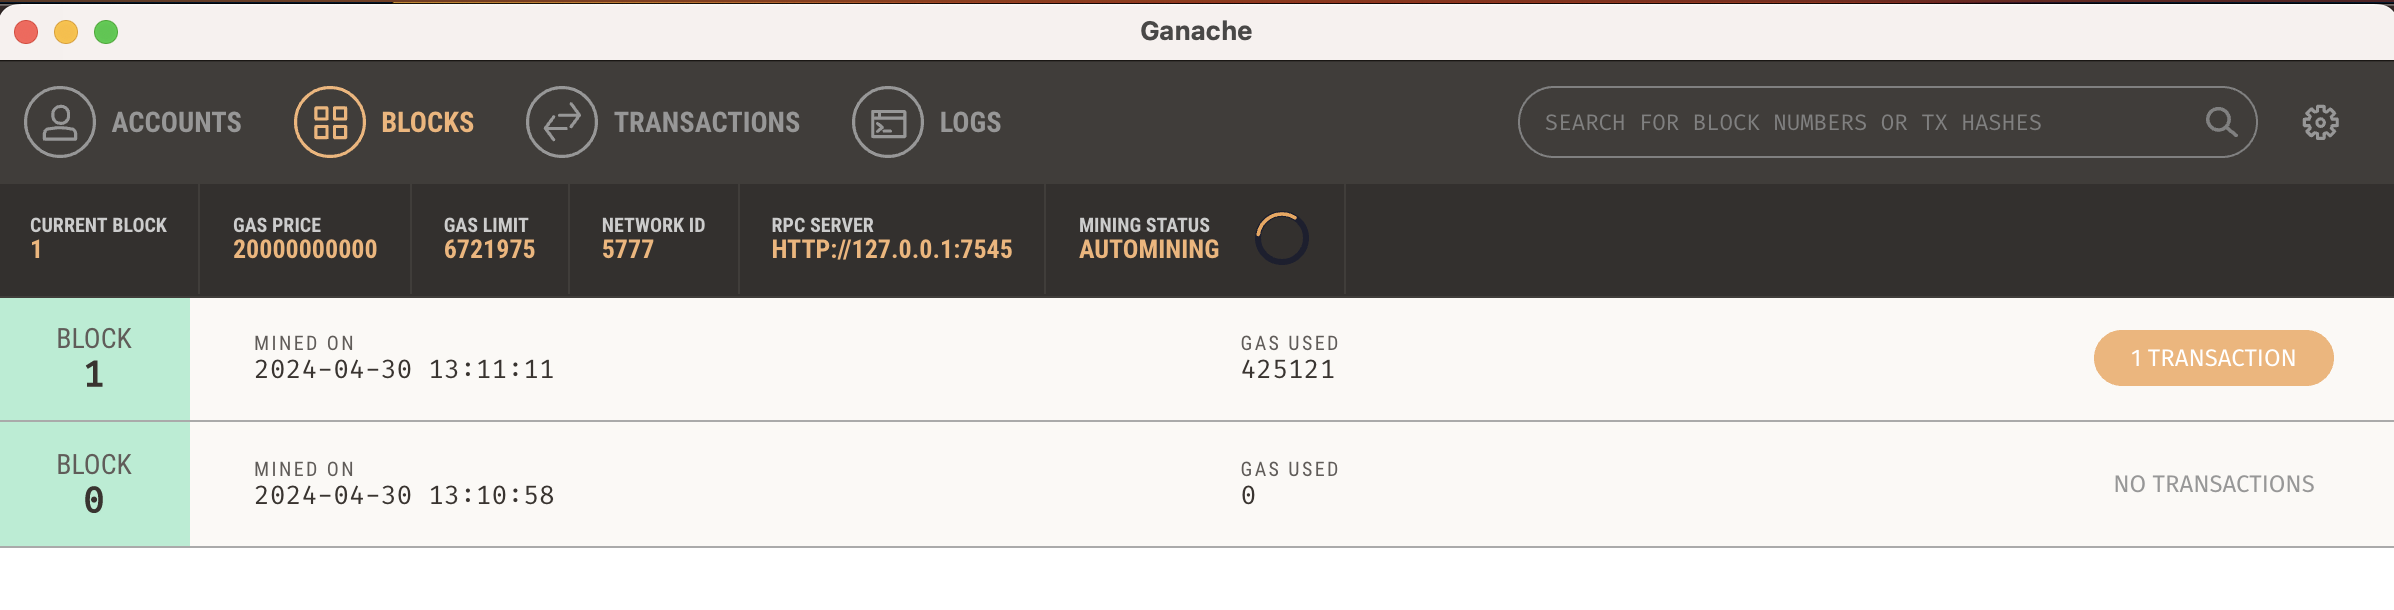 Ganache
ACCOUNTS BLOCKS TRANSACTIONS LOGS SEARCH FOR BLOCK NUMBERS OR TX HASHES
CURRENT BLOCK GAS PRICE GAS LIMIT NETWORK ID RPC SERVER MINING STATUS
1 20000000000 6721975 5777 HTTP://127.0.0.1:7545 AUTOMINING
BLOCK MINED ON GAS USED 1 TRANSACTION
1 2024-04-30 13:11:11 425121
BLOCK MINED ON GAS USED NO TRANSACTIONS
0 2024-04-30 13:10:58 0